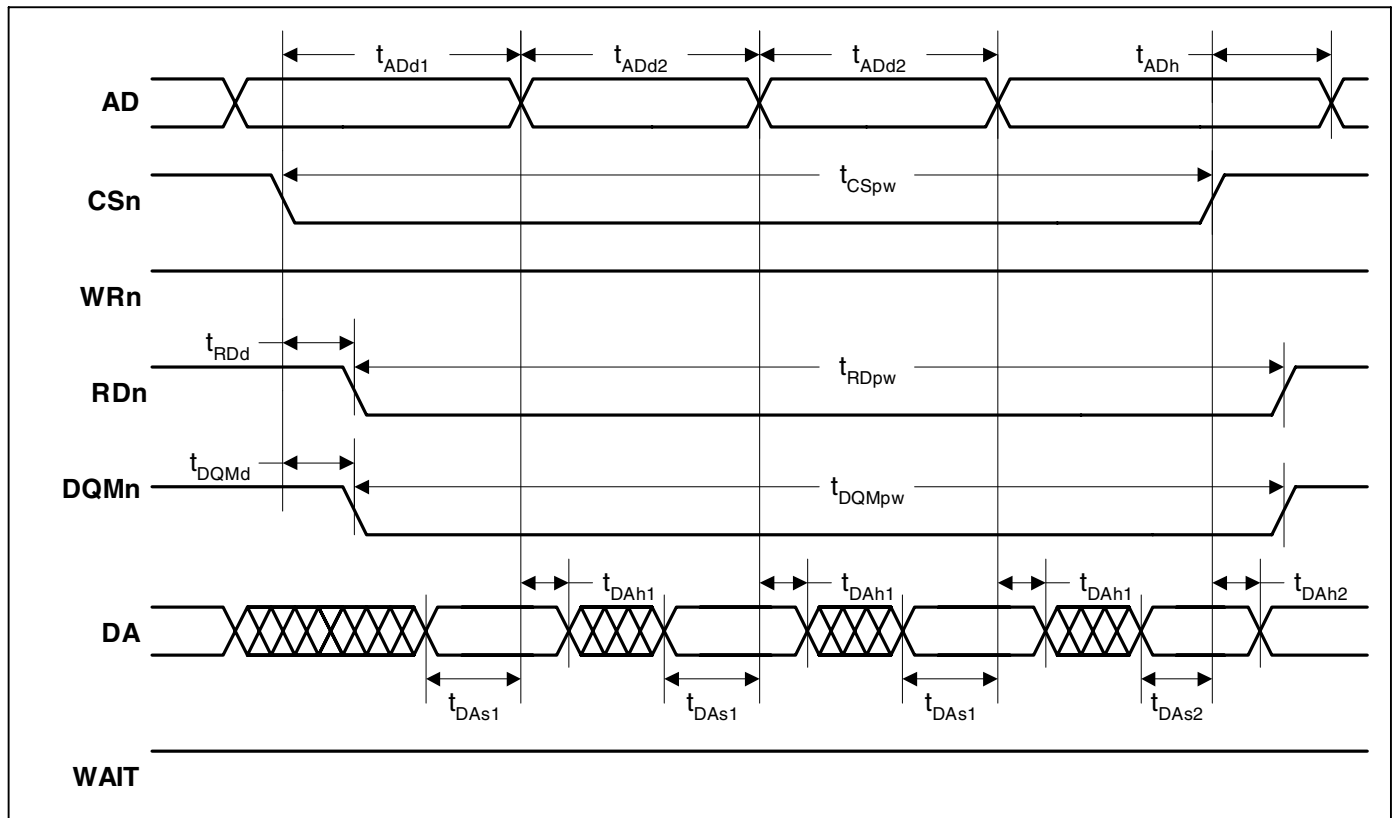 tADd1 tADd2 tADd2 tADh
AD
tCSpw
CSn
WRn
tRDd
tRDpw
RDn
tDQMd
tDQMpw
DQMn
tDAh1 tDAh1 tDAh1 tDAh2
DA
tDAs1 tDAs1 tDAs1 tDAs2
WAIT